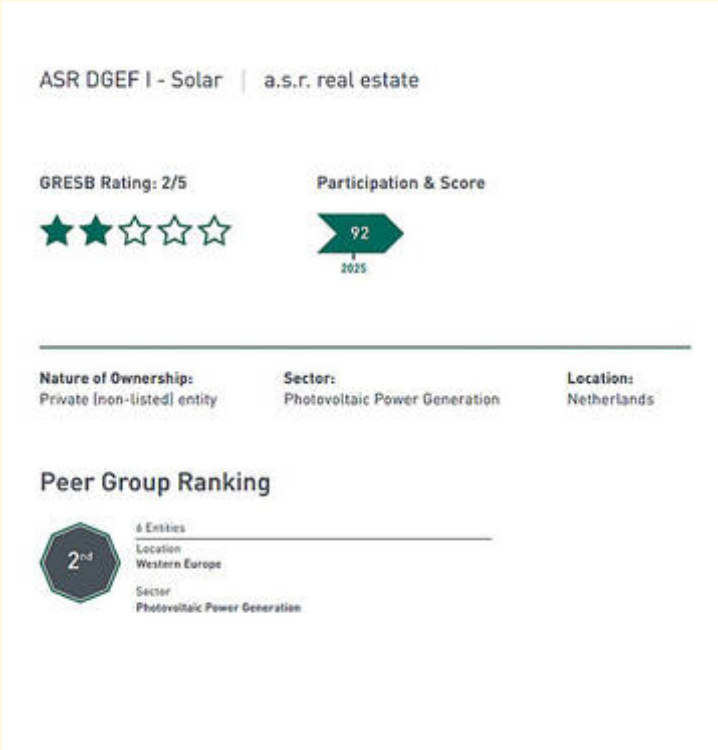 ASR DGEF I - Solar | a.s.r. real estate
GRESB Rating: 2/5
Participation & Score
92
2025
Nature of Ownership:
Private (non-listed) entity
Sector:
Photovoltaic Power Generation
Location:
Netherlands
Peer Group Ranking
2nd
6 Entities
Location
Western Europe
Sector
Photovoltaic Power Generation